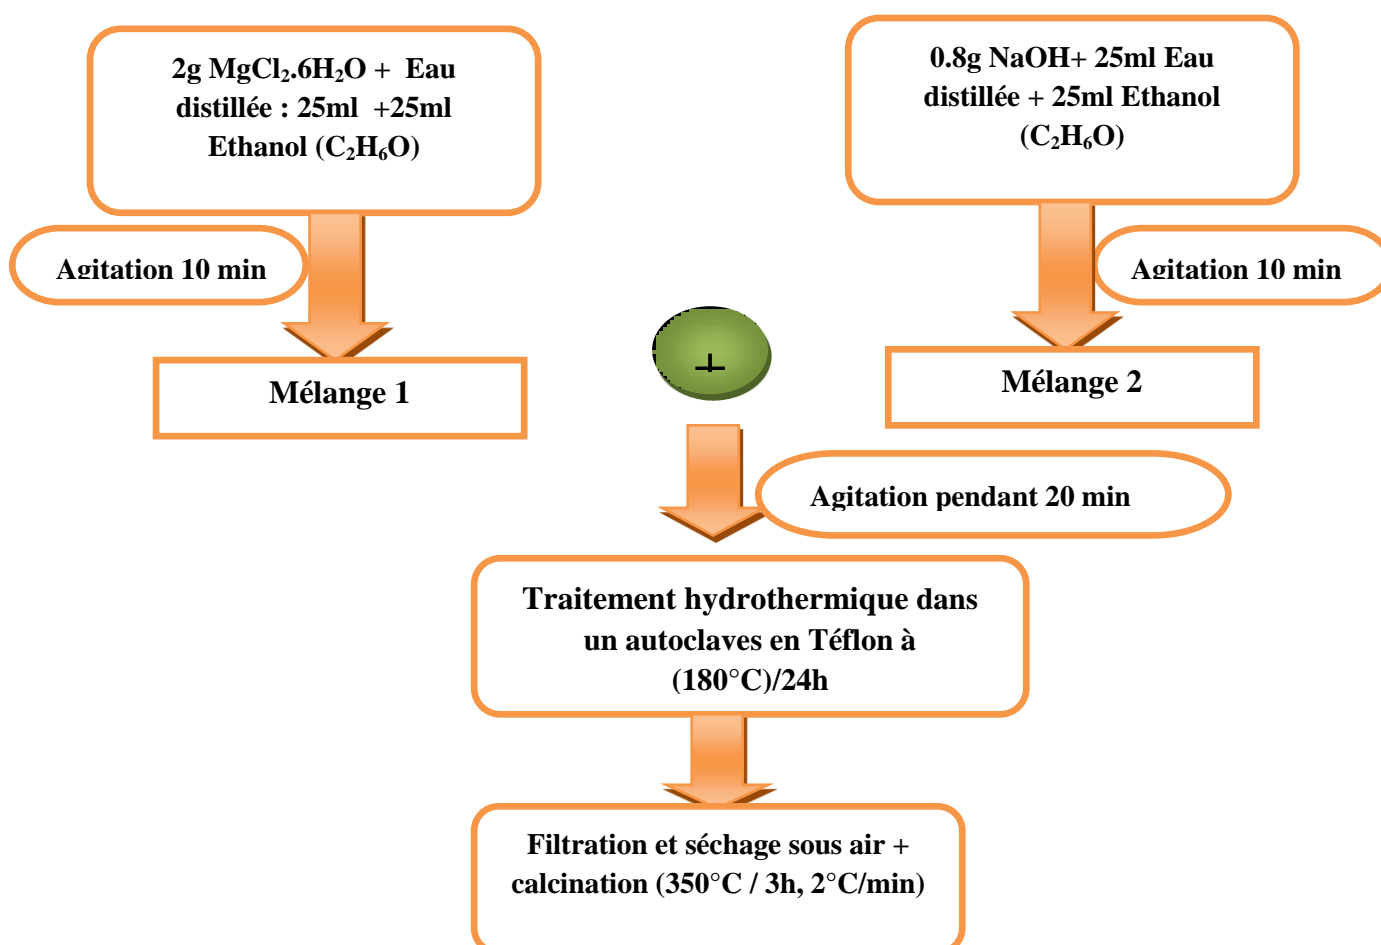 2g MgCl₂.6H₂O + Eau
distillée : 25ml +25ml
Ethanol (C₂H₆O)
0.8g NaOH+ 25ml Eau
distillée + 25ml Ethanol
(C₂H₆O)
Agitation 10 min
Agitation 10 min
Mélange 1
+
Mélange 2
Agitation pendant 20 min
Traitement hydrothermique dans
un autoclaves en Téflon à
(180°C)/24h
Filtration et séchage sous air +
calcination (350°C / 3h, 2°C/min)